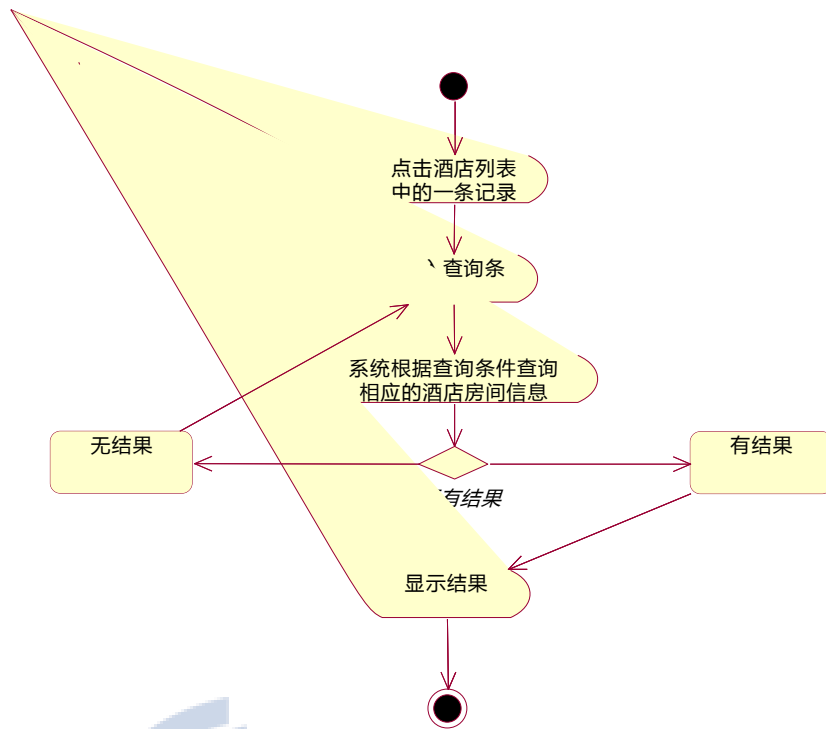 点击酒店列表
中的一条记录
查询条
系统根据查询条件查询
相应的酒店房间信息
无结果
有结果
有结果
显示结果